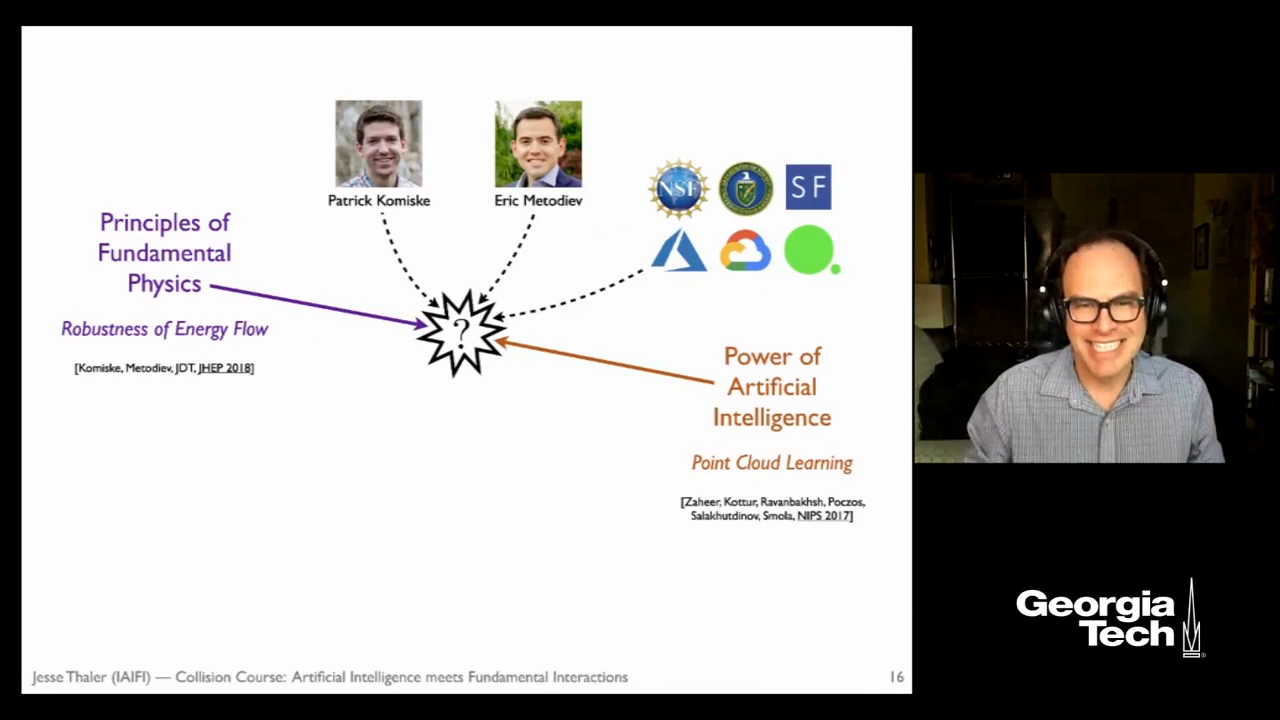 Patrick Komiske
Eric Metodiev
NSF
SF
Principles of
Fundamental
Physics
Robustness of Energy Flow
[Komiske, Metodiev, JDT, JHEP 2018]
?
Power of
Artificial
Intelligence
Point Cloud Learning
[Zaheer, Kottur, Ravanbakhsh, Poczos,
Salakhutdinov, Smola, NIPS 2017]
Georgia
Tech
Jesse Thaler (IAIFI) — Collision Course: Artificial Intelligence meets Fundamental Interactions
16